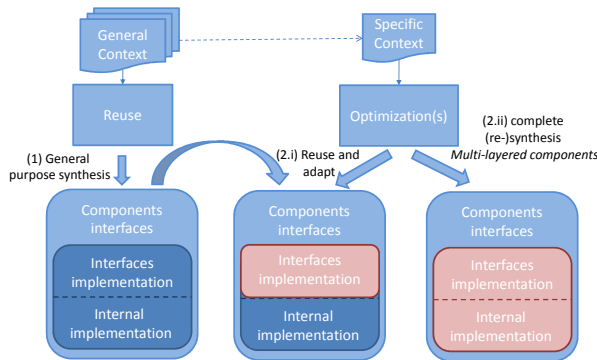 General
Context
Specific
Context
Reuse
Optimization(s)
(1) General
purpose synthesis
(2.i) Reuse and
adapt
(2.ii) complete
(re-)synthesis
Multi-layered components
Components
interfaces
Interfaces
implementation
Internal
implementation
Components
interfaces
Interfaces
implementation
Internal
implementation
Components
interfaces
Interfaces
implementation
Internal
implementation